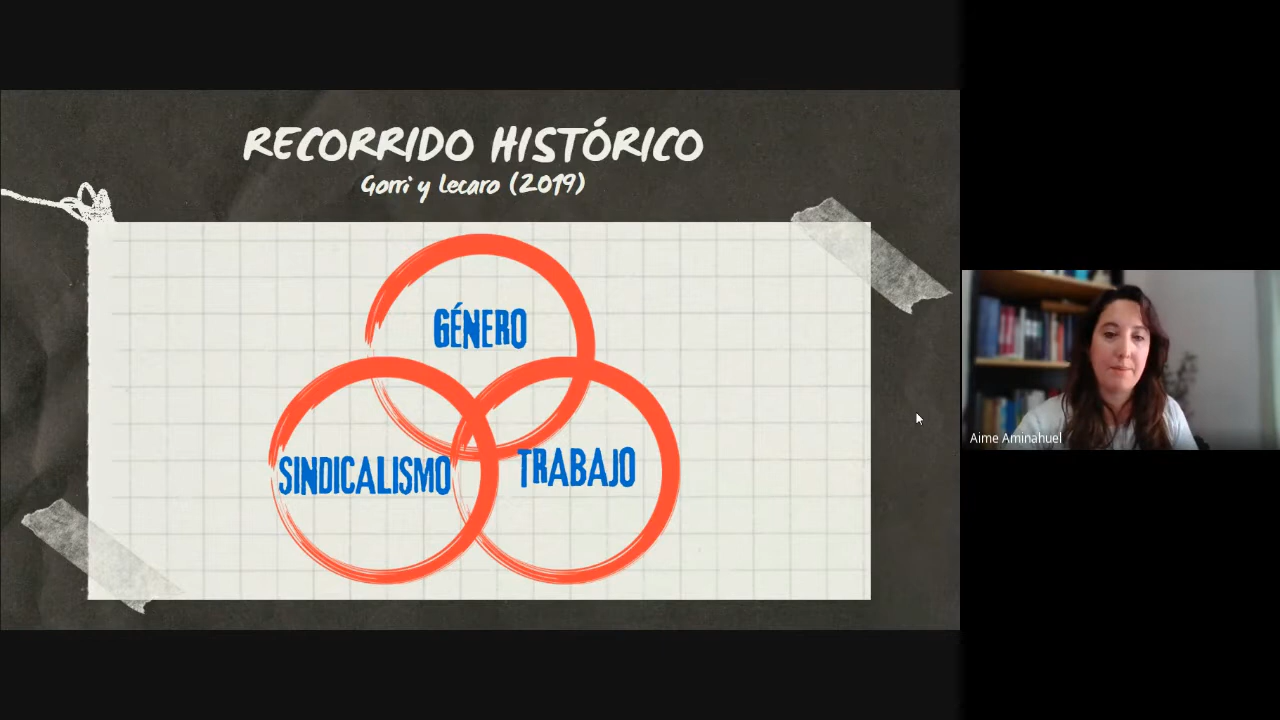 RECORRIDO HISTÓRICO
Gorri y Lecaro (2019)
GÉNERO
SINDICALISMO
TRABAJO
Aime Aminahuel